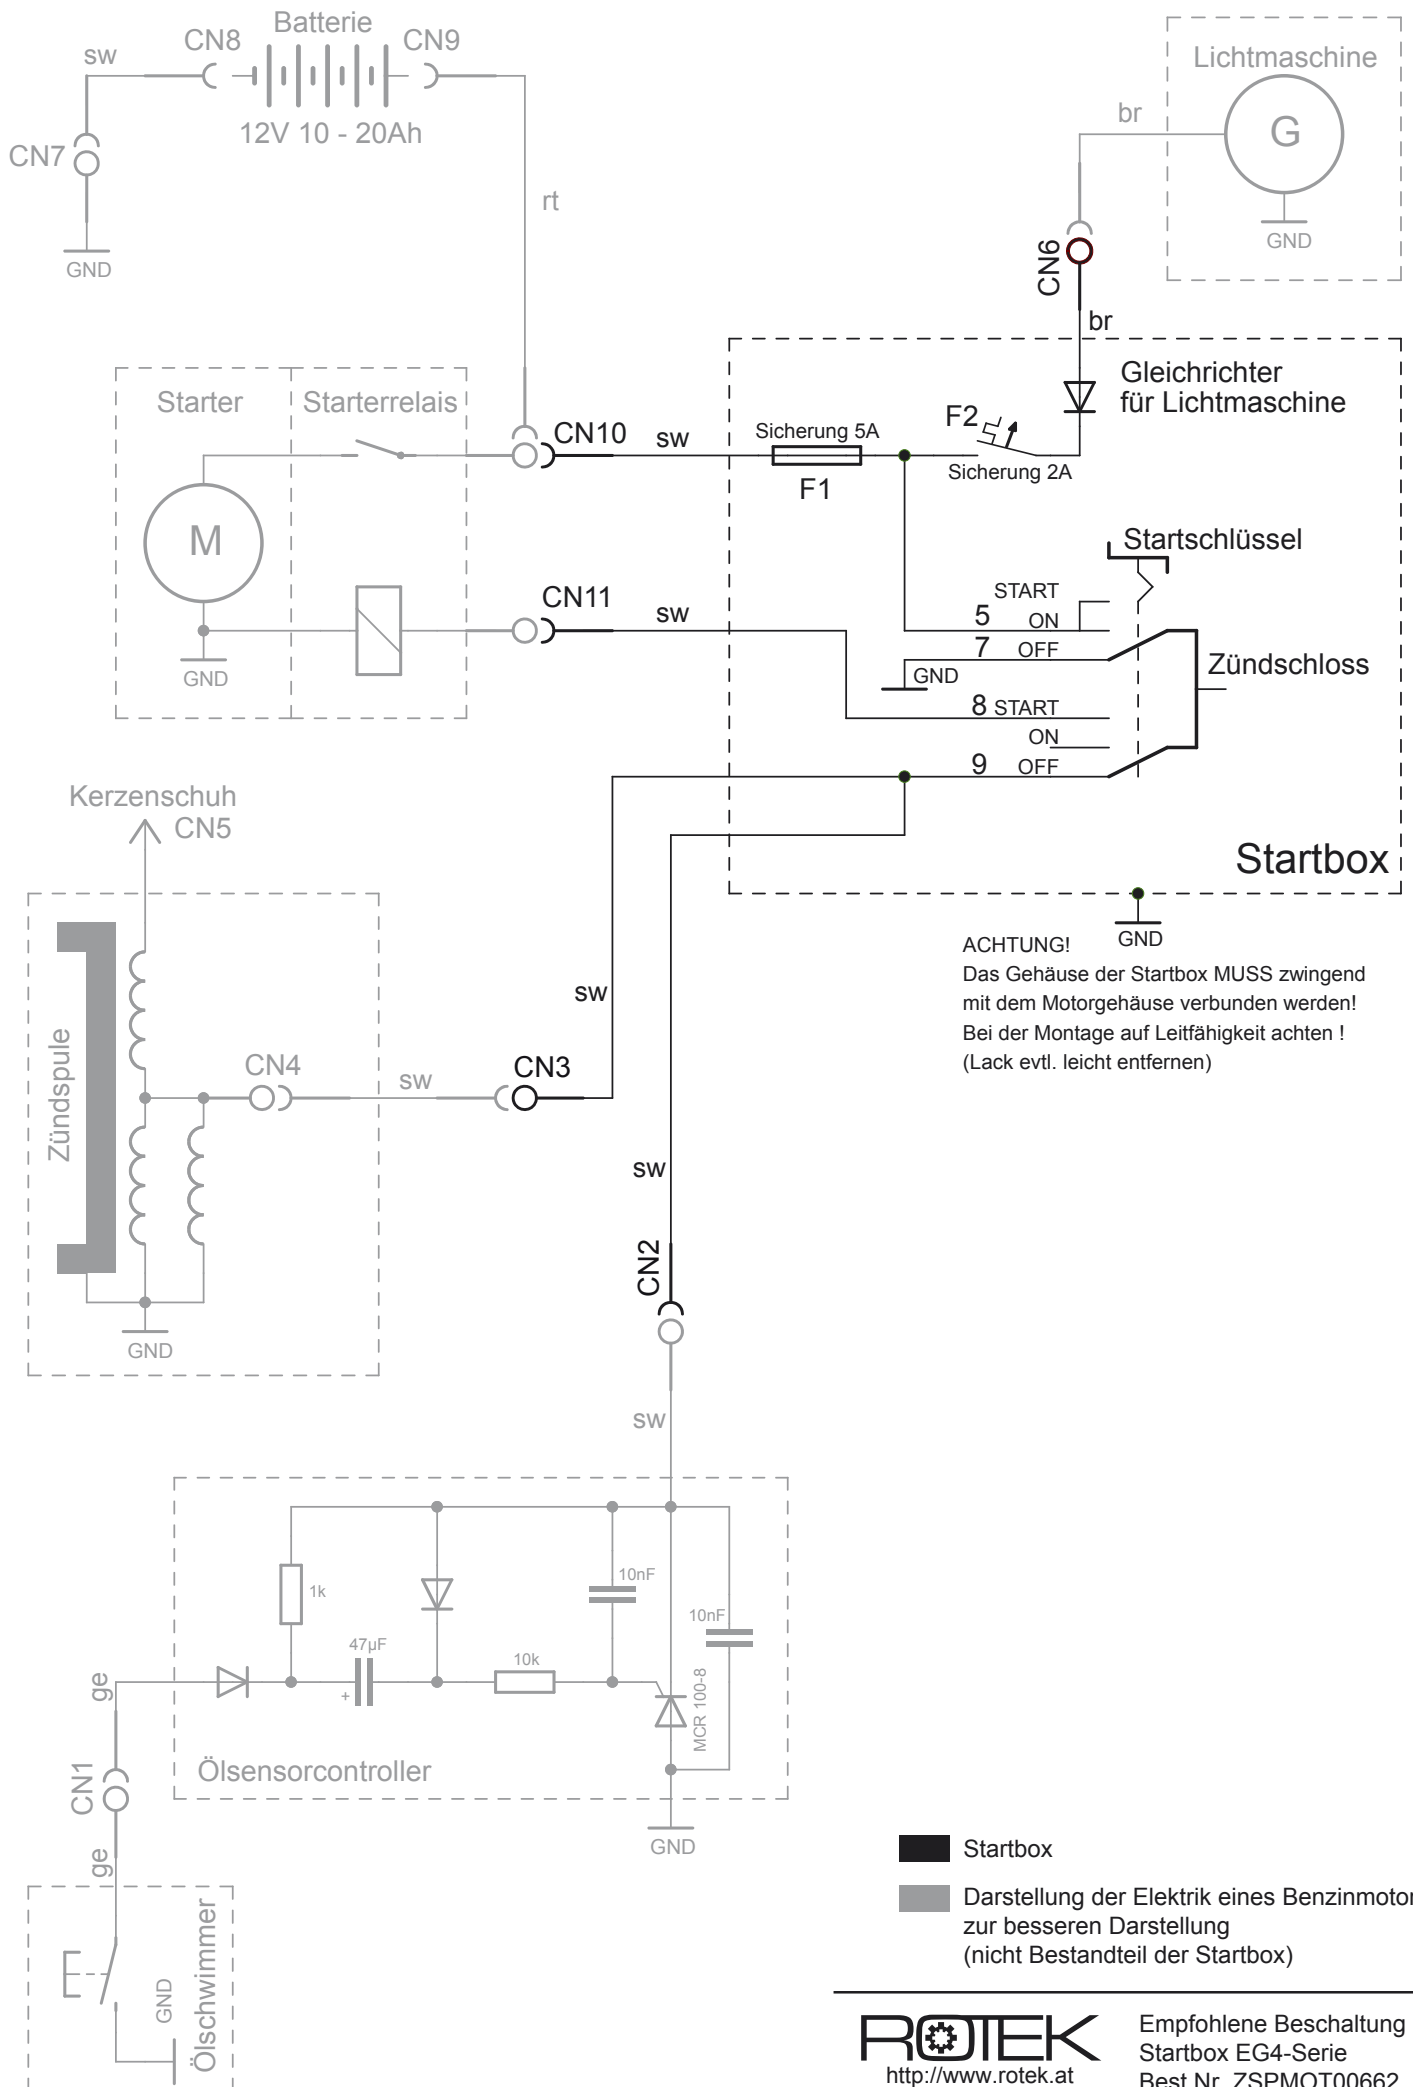 Batterie
sw
CN8
CN9
12V 10 - 20Ah
CN7
GND
rt
Lichtmaschine
br
G
GND
CN6
br
Starter
Starterrelais
M
GND
CN10
sw
Sicherung 5A
F1
F2
Sicherung 2A
Gleichrichter
für Lichtmaschine
Startschlüssel
CN11
sw
START
5
ON
7
OFF
GND
8
START
ON
9
OFF
Zündschloss
Startbox
GND
ACHTUNG!
Das Gehäuse der Startbox MUSS zwingend
mit dem Motorgehäuse verbunden werden!
Bei der Montage auf Leitfähigkeit achten !
(Lack evtl. leicht entfernen)
Kerzenschuh
CN5
Zündspule
CN4
sw
CN3
sw
GND
sw
CN2
sw
1k
47µF
+
10k
10nF
10nF
MCR 100-8
Ölsensorcontroller
GND
ge
CN1
ge
GND
Ölschwimmer
Startbox
Darstellung der Elektrik eines Benzinmotor
zur besseren Darstellung
(nicht Bestandteil der Startbox)
ROTEK
http://www.rotek.at
Empfohlene Beschaltung
Startbox EG4-Serie
Best.Nr. ZSPMOT00662